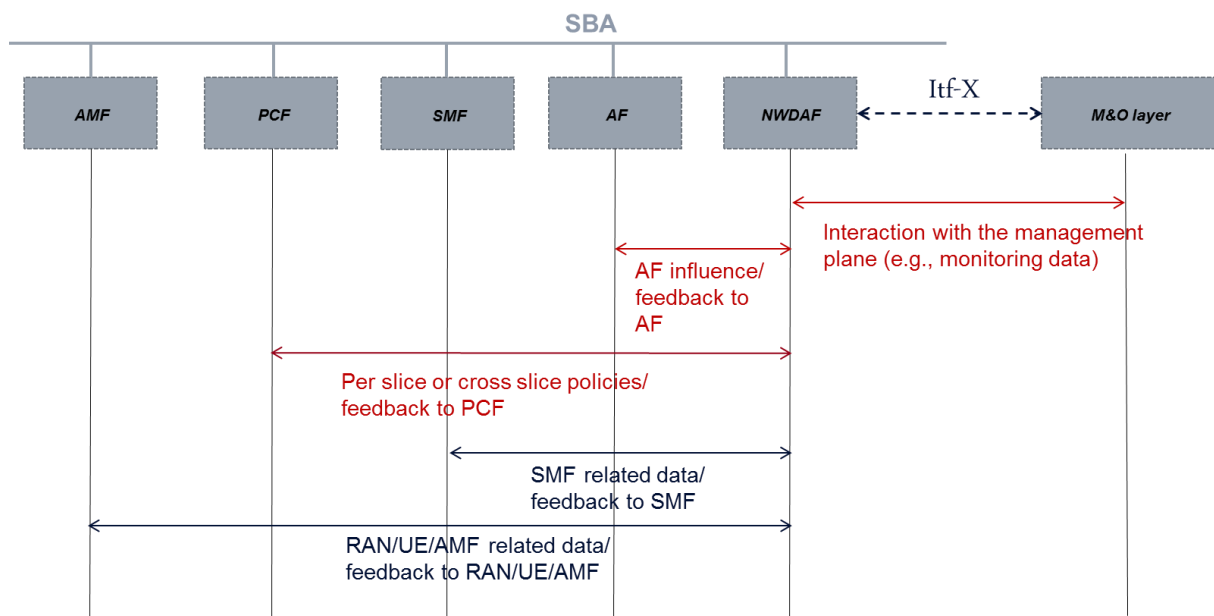 SBA
Itf-X
AMF
PCF
SMF
AF
NWDAF
M&O layer
Interaction with the management
plane (e.g., monitoring data)
AF influence/
feedback to
AF
Per slice or cross slice policies/
feedback to PCF
SMF related data/
feedback to SMF
RAN/UE/AMF related data/
feedback to RAN/UE/AMF